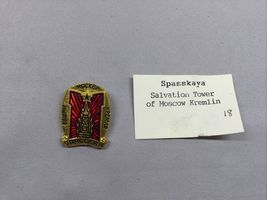 Spasskaya
Salvation Tower
of Moscow Kremlin
18